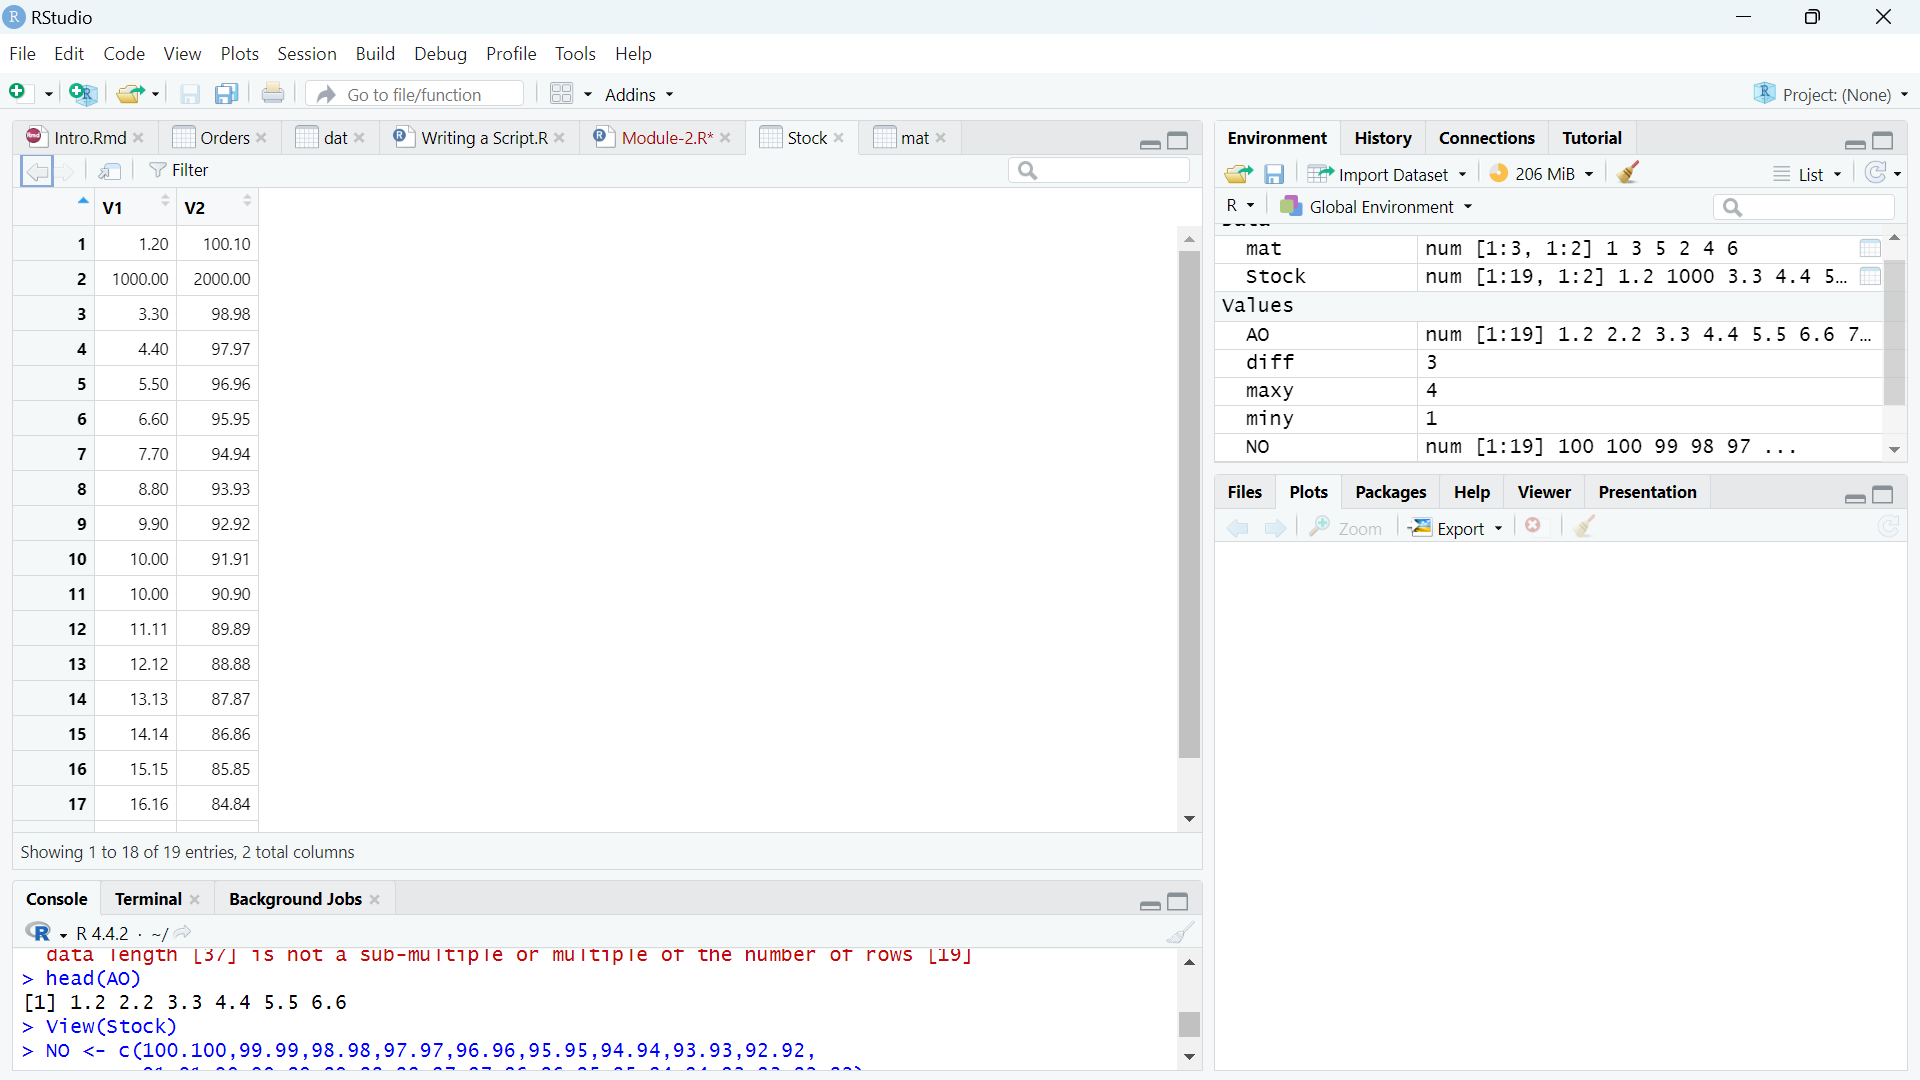 RStudio
File Edit Code View Plots Session Build Debug Profile Tools Help
Go to file/function Addins Project: (None)
Intro.Rmd Orders dat Writing a Script.R Module-2.R* Stock mat
Filter
V1 V2
1 1.20 100.10
2 1000.00 2000.00
3 3.30 98.98
4 4.40 97.97
5 5.50 96.96
6 6.60 95.95
7 7.70 94.94
8 8.80 93.93
9 9.90 92.92
10 10.00 91.91
11 10.00 90.90
12 11.11 89.89
13 12.12 88.88
14 13.13 87.87
15 14.14 86.86
16 15.15 85.85
17 16.16 84.84
Showing 1 to 18 of 19 entries, 2 total columns
Console Terminal Background Jobs
R 4.4.2 · ~/
data length [37] is not a sub-multiple or multiple of the number of rows [19]
> head(AO)
[1] 1.2 2.2 3.3 4.4 5.5 6.6
> View(Stock)
> NO <- c(100.100,99.99,98.98,97.97,96.96,95.95,94.94,93.93,92.92,
Environment History Connections Tutorial
Import Dataset 206 MiB List
R Global Environment
Data
mat num [1:3, 1:2] 1 3 5 2 4 6
Stock num [1:19, 1:2] 1.2 1000 3.3 4.4 5...
Values
AO num [1:19] 1.2 2.2 3.3 4.4 5.5 6.6 7...
diff 3
maxy 4
miny 1
NO num [1:19] 100 100 99 98 97 ...
Files Plots Packages Help Viewer Presentation
Zoom Export